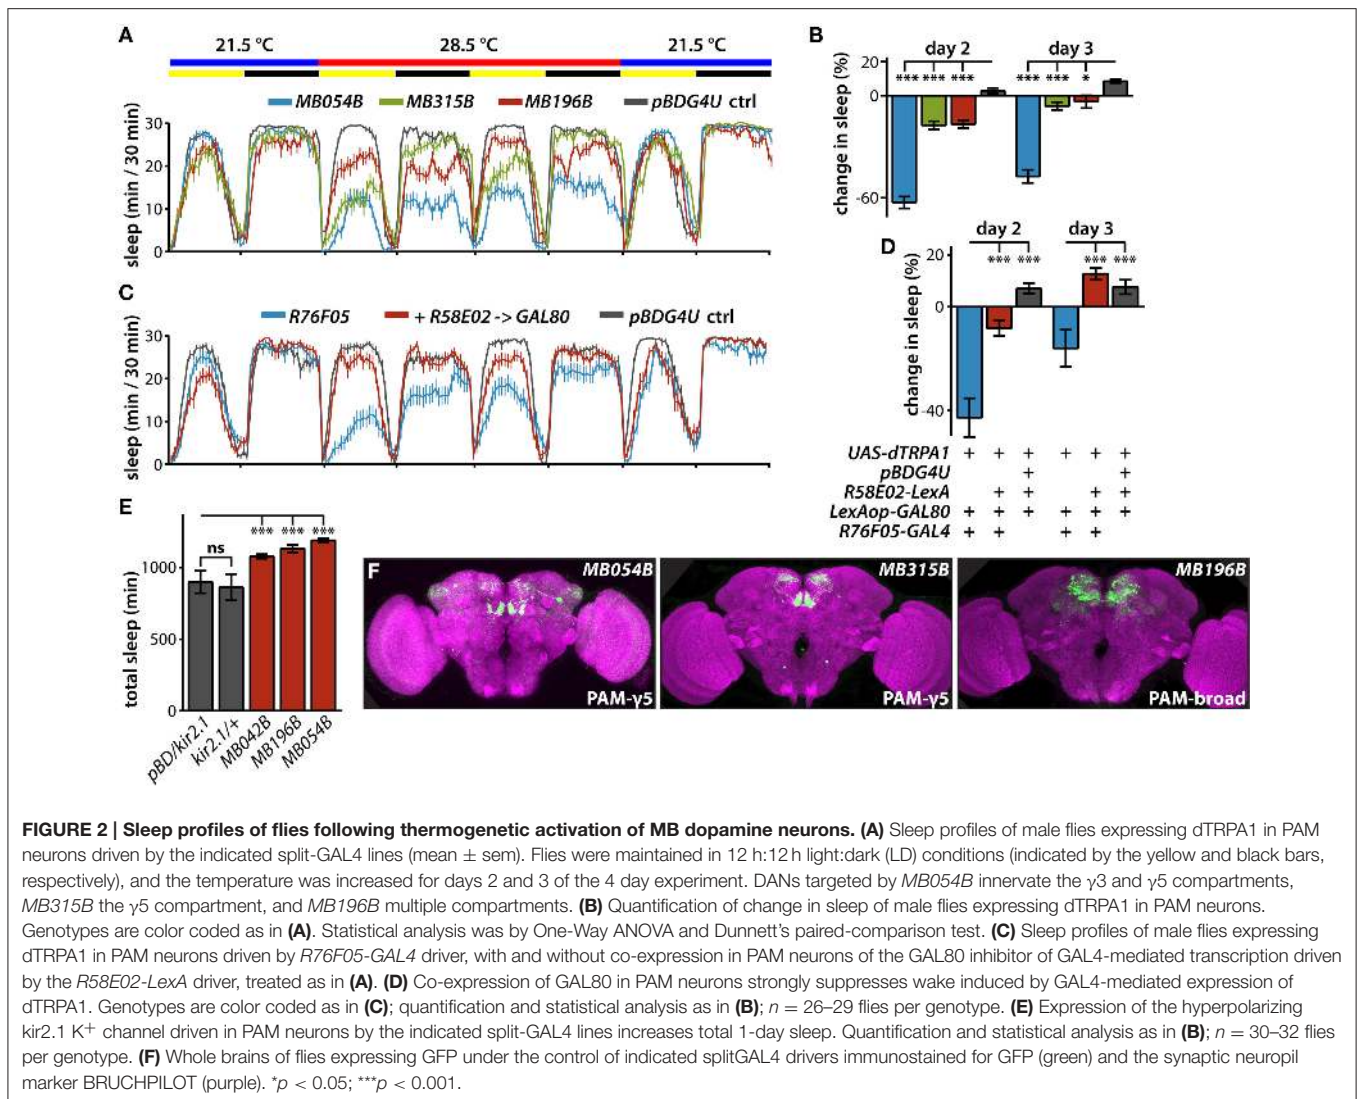 A
21.5 °C
28.5 °C
21.5 °C
MB054B
MB315B
MB196B
pBDG4U ctrl
sleep (min / 30 min)
30
20
10
0
B
day 2
day 3
change in sleep (%)
20
0
-60
*** *** ***
*** *** *
C
R76F05
+ R58E02 -> GAL80
pBDG4U ctrl
sleep (min / 30 min)
30
20
10
0
D
day 2
day 3
change in sleep (%)
20
0
-40
*** ***
*** ***
UAS-dTRPA1 + + + + + +
pBDG4U + +
R58E02-LexA + + + +
LexAop-GAL80 + + + + + +
R76F05-GAL4 + + + +
E
total sleep (min)
1000
500
0
ns
*** *** ***
pBD/kir2.1
kir2.1/+
MB042B
MB196B
MB054B
F
MB054B
PAM-γ5
MB315B
PAM-γ5
MB196B
PAM-broad
FIGURE 2 | Sleep profiles of flies following thermogenetic activation of MB dopamine neurons. (A) Sleep profiles of male flies expressing dTRPA1 in PAM
neurons driven by the indicated split-GAL4 lines (mean ± sem). Flies were maintained in 12 h:12 h light:dark (LD) conditions (indicated by the yellow and black bars,
respectively), and the temperature was increased for days 2 and 3 of the 4 day experiment. DANs targeted by MB054B innervate the γ3 and γ5 compartments,
MB315B the γ5 compartment, and MB196B multiple compartments. (B) Quantification of change in sleep of male flies expressing dTRPA1 in PAM neurons.
Genotypes are color coded as in (A). Statistical analysis was by One-Way ANOVA and Dunnett's paired-comparison test. (C) Sleep profiles of male flies expressing
dTRPA1 in PAM neurons driven by R76F05-GAL4 driver, with and without co-expression in PAM neurons of the GAL80 inhibitor of GAL4-mediated transcription driven
by the R58E02-LexA driver, treated as in (A). (D) Co-expression of GAL80 in PAM neurons strongly suppresses wake induced by GAL4-mediated expression of
dTRPA1. Genotypes are color coded as in (C); quantification and statistical analysis as in (B); n = 26–29 flies per genotype. (E) Expression of the hyperpolarizing
kir2.1 K+ channel driven in PAM neurons by the indicated split-GAL4 lines increases total 1-day sleep. Quantification and statistical analysis as in (B); n = 30–32 flies
per genotype. (F) Whole brains of flies expressing GFP under the control of indicated splitGAL4 drivers immunostained for GFP (green) and the synaptic neuropil
marker BRUCHPILOT (purple). *p < 0.05; ***p < 0.001.